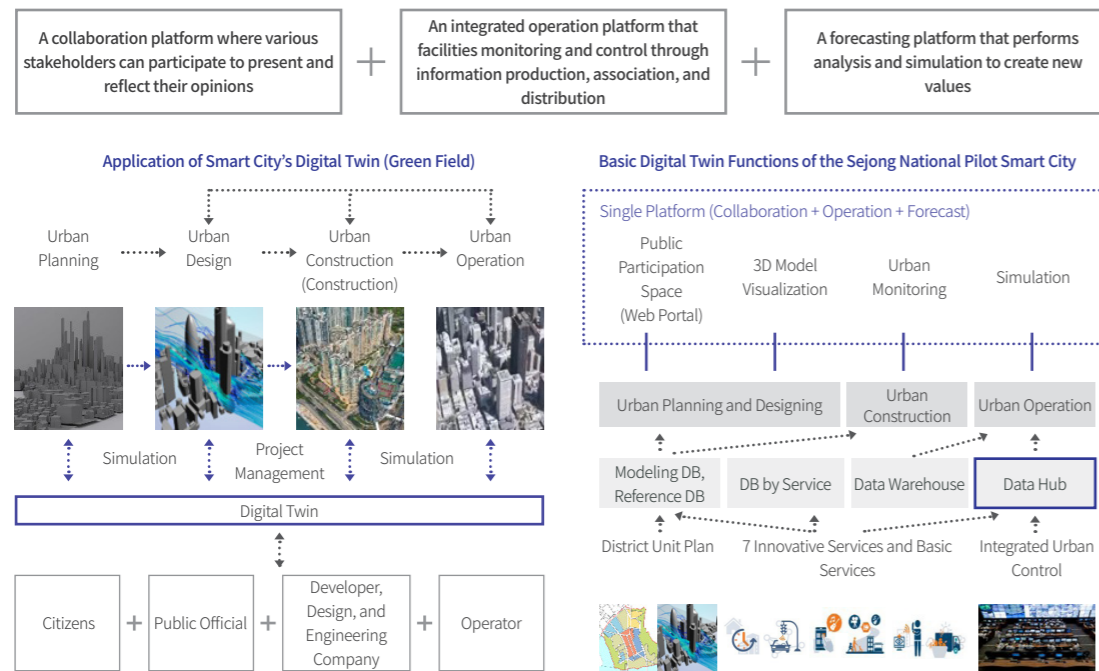 A collaboration platform where various
stakeholders can participate to present and
reflect their opinions
+
An integrated operation platform that
facilities monitoring and control through
information production, association, and
distribution
+
A forecasting platform that performs
analysis and simulation to create new
values
Application of Smart City's Digital Twin (Green Field)
Urban
Planning
Urban
Design
Urban
Construction
(Construction)
Urban
Operation
Simulation
Project
Management
Simulation
Digital Twin
Citizens
+
Public Official
+
Developer,
Design, and
Engineering
Company
+
Operator
Basic Digital Twin Functions of the Sejong National Pilot Smart City
Single Platform (Collaboration + Operation + Forecast)
Public
Participation
Space
(Web Portal)
3D Model
Visualization
Urban
Monitoring
Simulation
Urban Planning and Designing
Urban
Construction
Urban Operation
Modeling DB,
Reference DB
DB by Service
Data Warehouse
Data Hub
District Unit Plan
7 Innovative Services and Basic
Services
Integrated Urban
Control